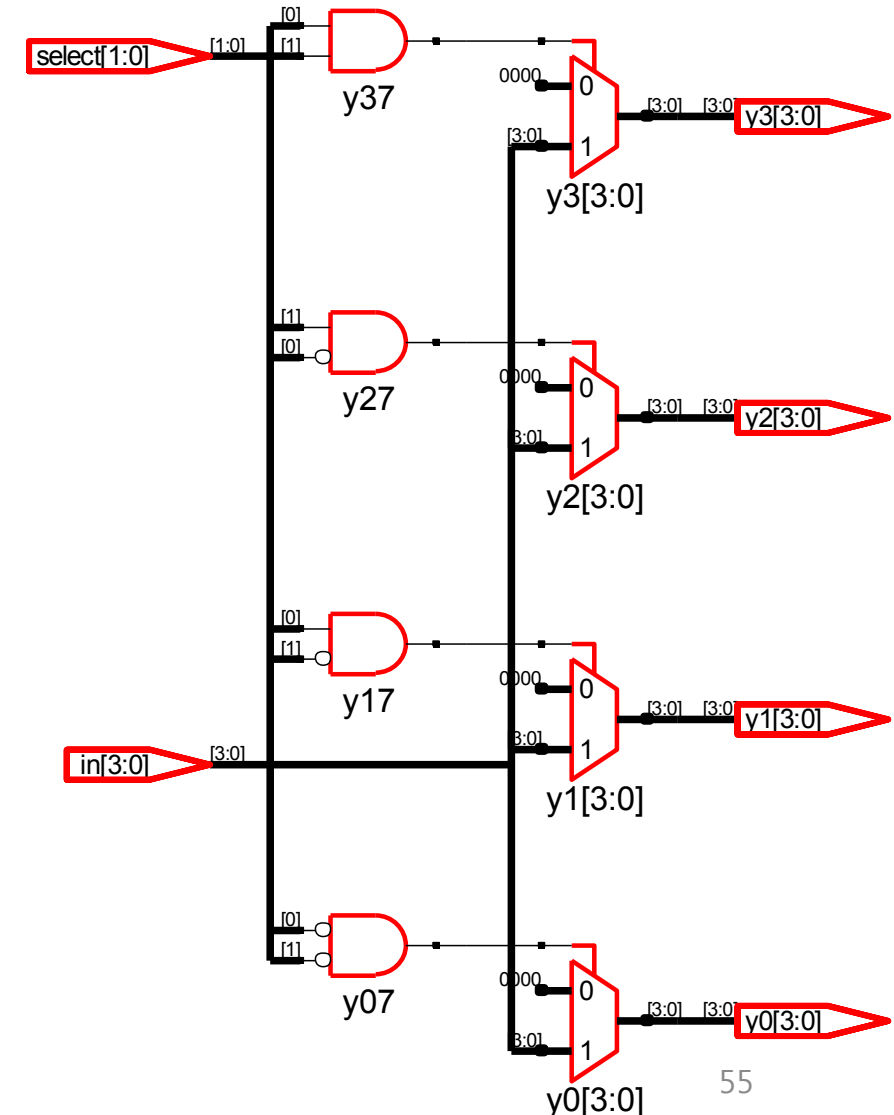 [0]
select[1:0]
[1:0]
[1]
y37
0000
0
[3:0]
1
y3[3:0]
[3:0]
[3:0]
y3[3:0]
[1]
[0]
y27
0000
0
3:0]
1
y2[3:0]
[3:0]
[3:0]
y2[3:0]
[0]
[1]
y17
0000
0
3:0]
1
y1[3:0]
[3:0]
[3:0]
y1[3:0]
in[3:0]
[3:0]
[0]
[1]
y07
0000
0
3:0]
1
y0[3:0]
[3:0]
[3:0]
y0[3:0]
55